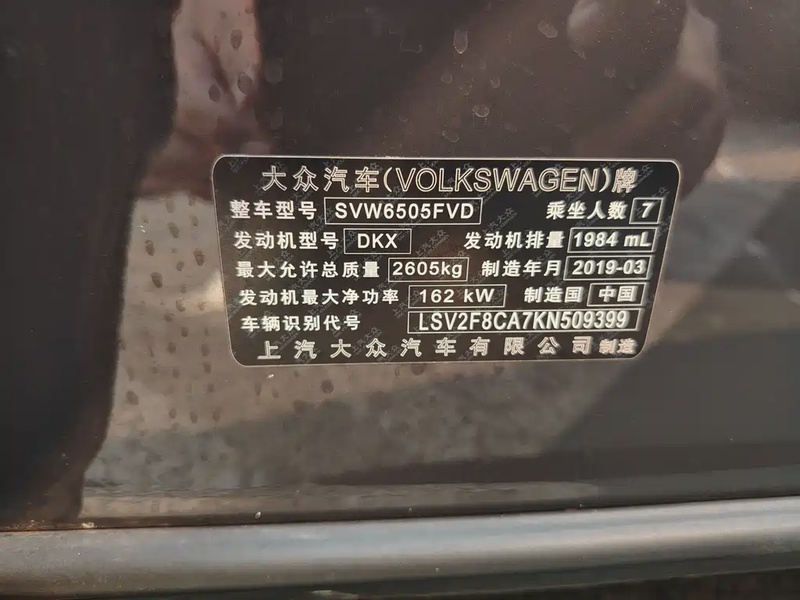 大众汽车(VOLKSWAGEN)牌
整车型号 SVW6505FVD 乘坐人数 7
发动机型号 DKX 发动机排量 1984 mL
最大允许总质量 2605kg 制造年月 2019-03
发动机最大净功率 162 kW 制造国 中国
车辆识别代号 LSV2F8CA7KN509399
上汽大众汽车有限公司 制造